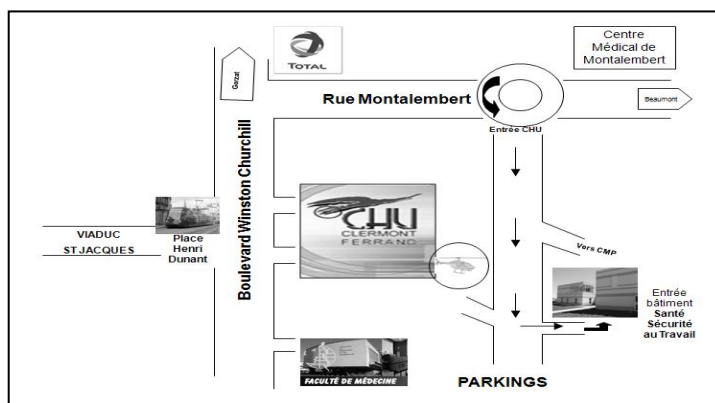 TOTAL
Centre
Médical de
Montalembert
Gerzat
Rue Montalembert
Beaumont
Entrée CHU
Boulevard Winston Churchill
CHU
CLERMONT
FERRAND
VIADUC
ST JACQUES
Place
Henri
Dunant
Vers CMP
Entrée
bâtiment
Santé
Sécurité
au Travail
FACULTÉ DE MÉDECINE
PARKINGS